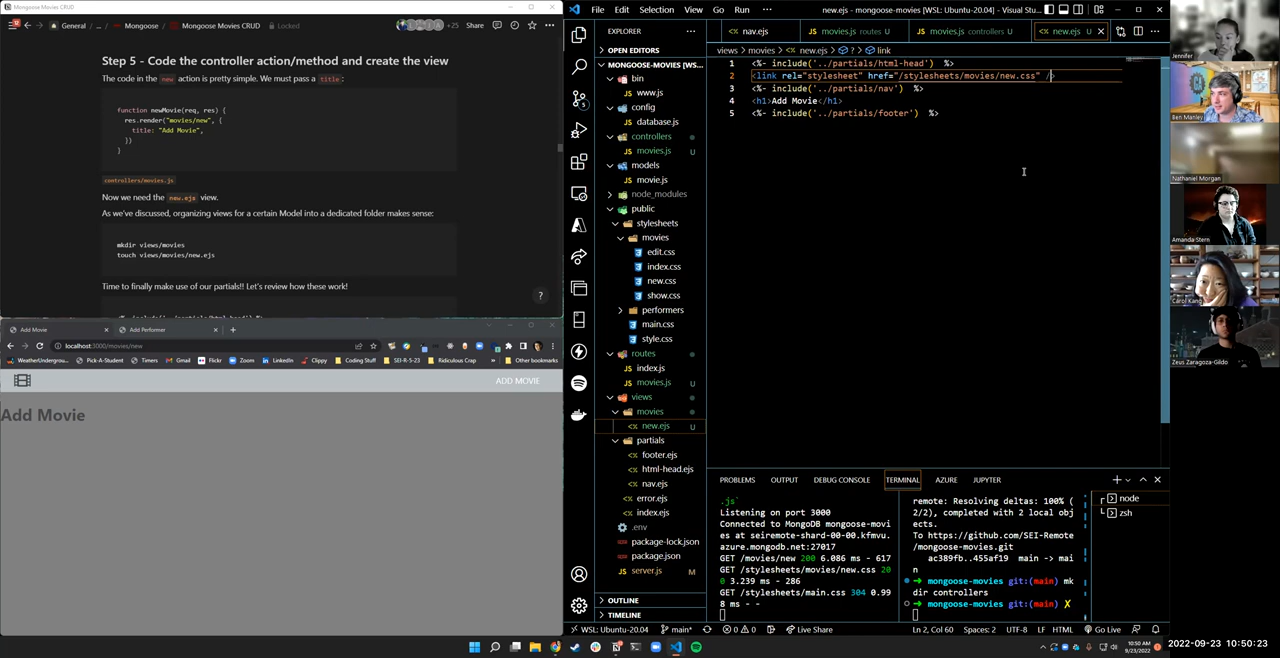 Mongoose Movies CRUD
General / ... / Mongoose / Mongoose Movies CRUD Locked
+25 Share
Step 5 - Code the controller action/method and create the view
The code in the new action is pretty simple. We must pass a title:
function newMovie(req, res) {
res.render("movies/new", {
title: "Add Movie",
})
}
controllers/movies.js
Now we need the new.ejs view.
As we've discussed, organizing views for a certain Model into a dedicated folder makes sense:
mkdir views/movies
touch views/movies/new.ejs
Time to finally make use of our partials!! Let's review how these work!
?
Add Movie
Add Performer
localhost:3000/movies/new
WeatherUndergrou...
Pick-A-Student
Timers
Gmail
Flickr
Zoom
LinkedIn
Clippy
Coding Stuff
SEI-R-5-23
Ridiculous Crap
Other bookmarks
ADD MOVIE
Add Movie
File Edit Selection View Go Run ···
new.ejs - mongoose-movies [WSL: Ubuntu-20.04] - Visual Stu...
EXPLORER
OPEN EDITORS
MONGOOSE-MOVIES [WS...
bin
www.js
config
database.js
controllers
movies.js U
models
movie.js
node_modules
public
stylesheets
movies
edit.css
index.css
new.css
show.css
performers
main.css
style.css
routes
index.js
movies.js U
views
movies
new.ejs U
partials
footer.ejs
html-head.ejs
nav.ejs
error.ejs
index.ejs
.env
package-lock.json
package.json
server.js M
OUTLINE
TIMELINE
nav.ejs
movies.js routes U
movies.js controllers U
new.ejs U
views > movies > new.ejs > ? > link
1 <%- include('../partials/html-head') %>
2 <link rel="stylesheet" href="/stylesheets/movies/new.css" />
3 <%- include('../partials/nav') %>
4 <h1>Add Movie</h1>
5 <%- include('../partials/footer') %>
PROBLEMS OUTPUT DEBUG CONSOLE TERMINAL AZURE JUPYTER
.js`
Listening on port 3000
Connected to MongoDB mongoose-movi
es at seiremote-shard-00-00.kfmvu.
azure.mongodb.net:27017
GET /movies/new 200 6.086 ms - 617
GET /stylesheets/movies/new.css 20
0 3.239 ms - 286
GET /stylesheets/main.css 304 0.99
8 ms - -
remote: Resolving deltas: 100% (
2/2), completed with 2 local obj
ects.
To https://github.com/SEI-Remote
/mongoose-movies.git
ac389fb..455af19 main -> mai
n
mongoose-movies git:(main) mk
dir controllers
mongoose-movies git:(main) ✗
node
zsh
WSL: Ubuntu-20.04 main* 0 0 Live Share
Ln 2, Col 60 Spaces: 2 UTF-8 LF HTML Go Live
10:50 AM
9/23/2022
Jennifer
Ben Manley
Nathaniel Morgan
Amanda Stern
Carol Kang
Zeus Zaragoza-Gildo
2022-09-23 10:50:23